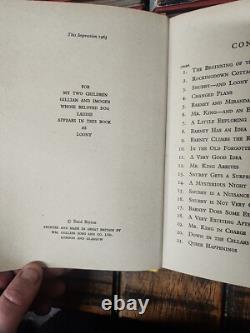 This Impression 1963
FOR
MY TWO CHILDREN
GILLIAN AND IMOGEN
WHOSE BELOVED DOG
LADDIE
APPEARS IN THIS BOOK
AS
LOONY
© Enid Blyton
PRINTED AND MADE IN GREAT BRITAIN BY
WM. COLLINS SONS AND CO. LTD.
LONDON AND GLASGOW
CON
CHAP.
1 THE BEGINNING OF
2 ROCKINGDOWN COTTAG
3 SNUBBY—AND LOONY
4 CHANGED PLANS
5 BARNEY AND MIRANDA
6 MR. KING—AND AN E
7 A LITTLE EXPLORING
8 BARNEY HAS AN IDEA
9 BARNEY CLIMBS THE R
10 IN THE OLD FORGOTTE
11 A VERY GOOD IDEA
12 MR. KING ARRIVES
13 SNUBBY GETS A SURPR
14 A MYSTERIOUS NIGHT
15 SNUBBY IS A NUISANCE
16 SNUBBY IS NOT VERY
17 BARNEY DOES SOME EX
18 A VERY EXCITING AFTE
19 MR. KING IN CHARGE
20 DOWN IN THE CELLARS
21 QUEER HAPPENINGS